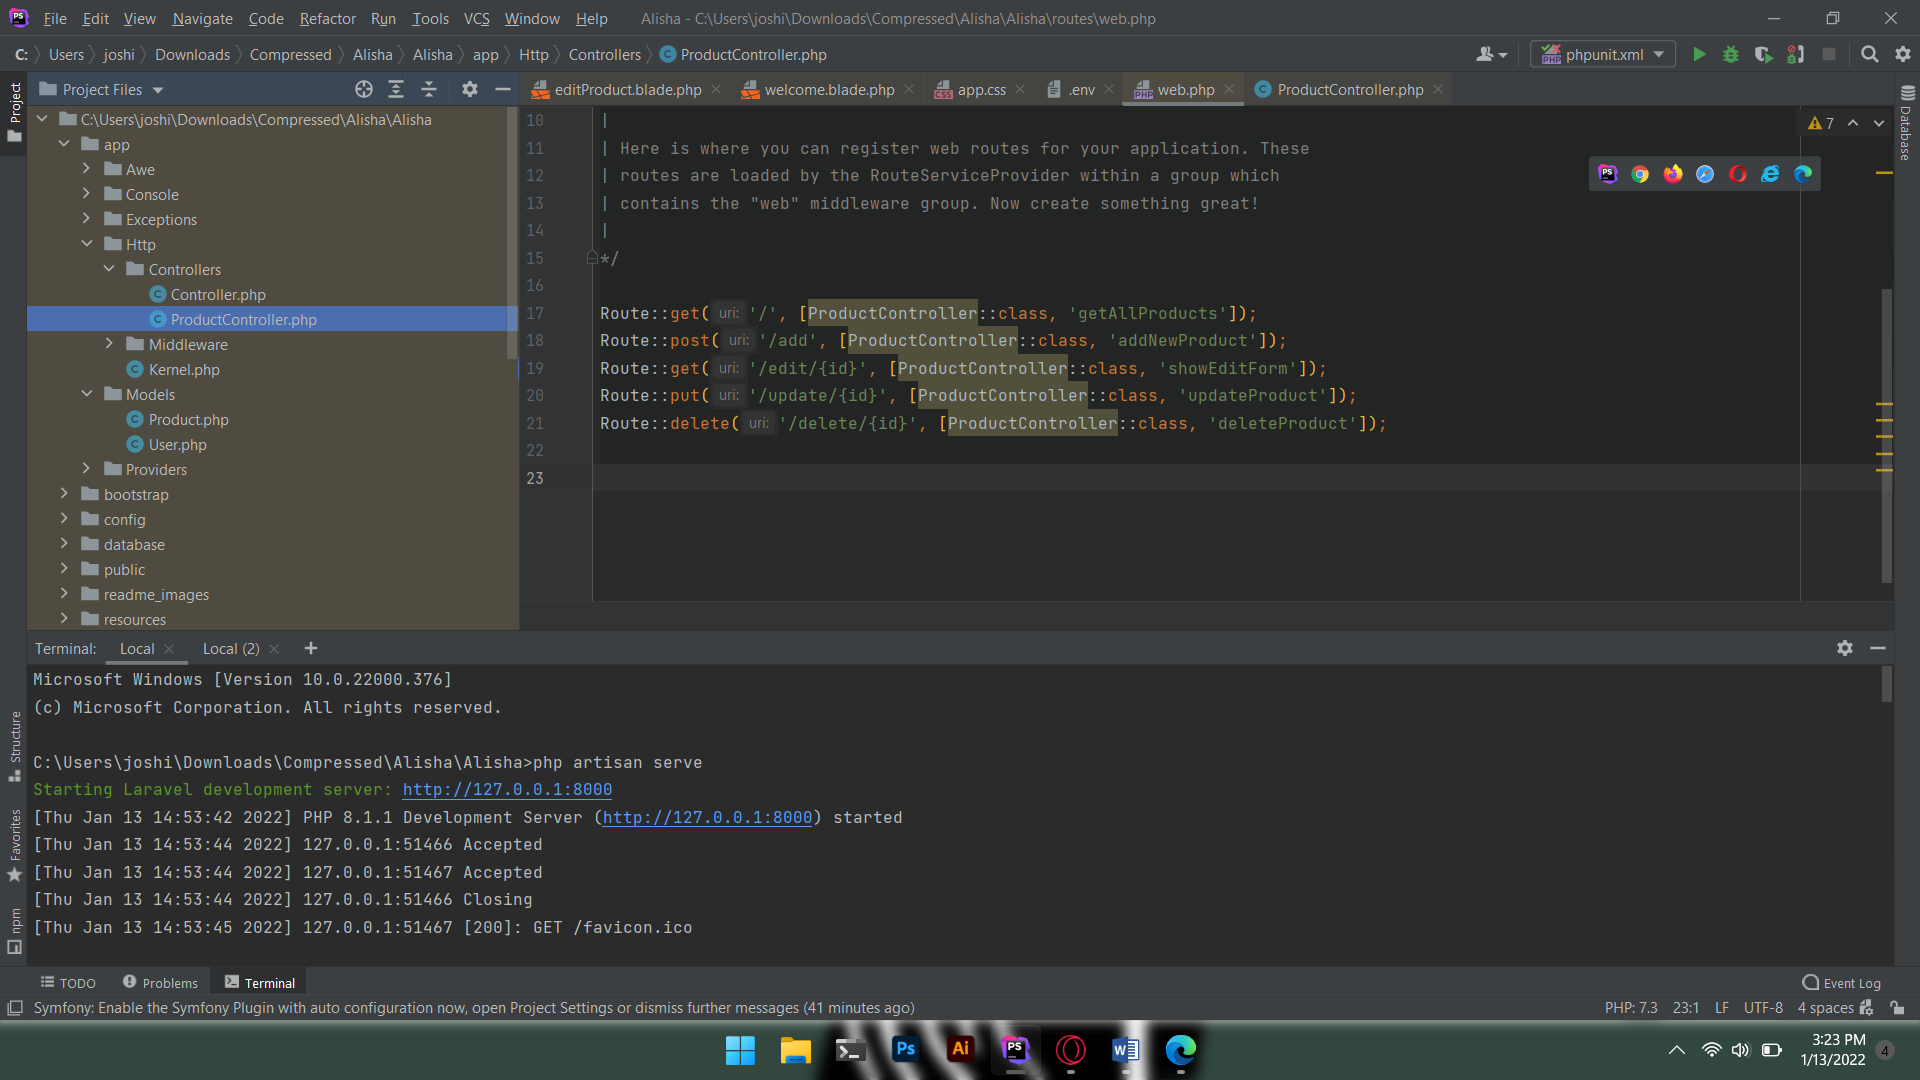 PS File Edit View Navigate Code Refactor Run Tools VCS Window Help Alisha - C:\Users\joshi\Downloads\Compressed\Alisha\Alisha\routes\web.php
C: Users joshi Downloads Compressed Alisha Alisha app Http Controllers C ProductController.php phpunit.xml
Project
Project Files
editProduct.blade.php welcome.blade.php app.css .env web.php ProductController.php
Database
C:\Users\joshi\Downloads\Compressed\Alisha\Alisha
app
Awe
Console
Exceptions
Http
Controllers
Controller.php
ProductController.php
Middleware
Kernel.php
Models
Product.php
User.php
Providers
bootstrap
config
database
public
readme_images
resources
7
10 |
11 | Here is where you can register web routes for your application. These
12 | routes are loaded by the RouteServiceProvider within a group which
13 | contains the "web" middleware group. Now create something great!
14 |
15 */
16
17 Route::get( uri: '/', [ProductController::class, 'getAllProducts']);
18 Route::post( uri: '/add', [ProductController::class, 'addNewProduct']);
19 Route::get( uri: '/edit/{id}', [ProductController::class, 'showEditForm']);
20 Route::put( uri: '/update/{id}', [ProductController::class, 'updateProduct']);
21 Route::delete( uri: '/delete/{id}', [ProductController::class, 'deleteProduct']);
22
23
Terminal: Local Local (2)
Microsoft Windows [Version 10.0.22000.376]
(c) Microsoft Corporation. All rights reserved.
C:\Users\joshi\Downloads\Compressed\Alisha\Alisha>php artisan serve
Starting Laravel development server: http://127.0.0.1:8000
[Thu Jan 13 14:53:42 2022] PHP 8.1.1 Development Server (http://127.0.0.1:8000) started
[Thu Jan 13 14:53:44 2022] 127.0.0.1:51466 Accepted
[Thu Jan 13 14:53:44 2022] 127.0.0.1:51467 Accepted
[Thu Jan 13 14:53:44 2022] 127.0.0.1:51466 Closing
[Thu Jan 13 14:53:45 2022] 127.0.0.1:51467 [200]: GET /favicon.ico
Structure
Favorites
npm
TODO Problems Terminal Event Log
Symfony: Enable the Symfony Plugin with auto configuration now, open Project Settings or dismiss further messages (41 minutes ago) PHP: 7.3 23:1 LF UTF-8 4 spaces
Ps Ai PS W
3:23 PM
1/13/2022 4